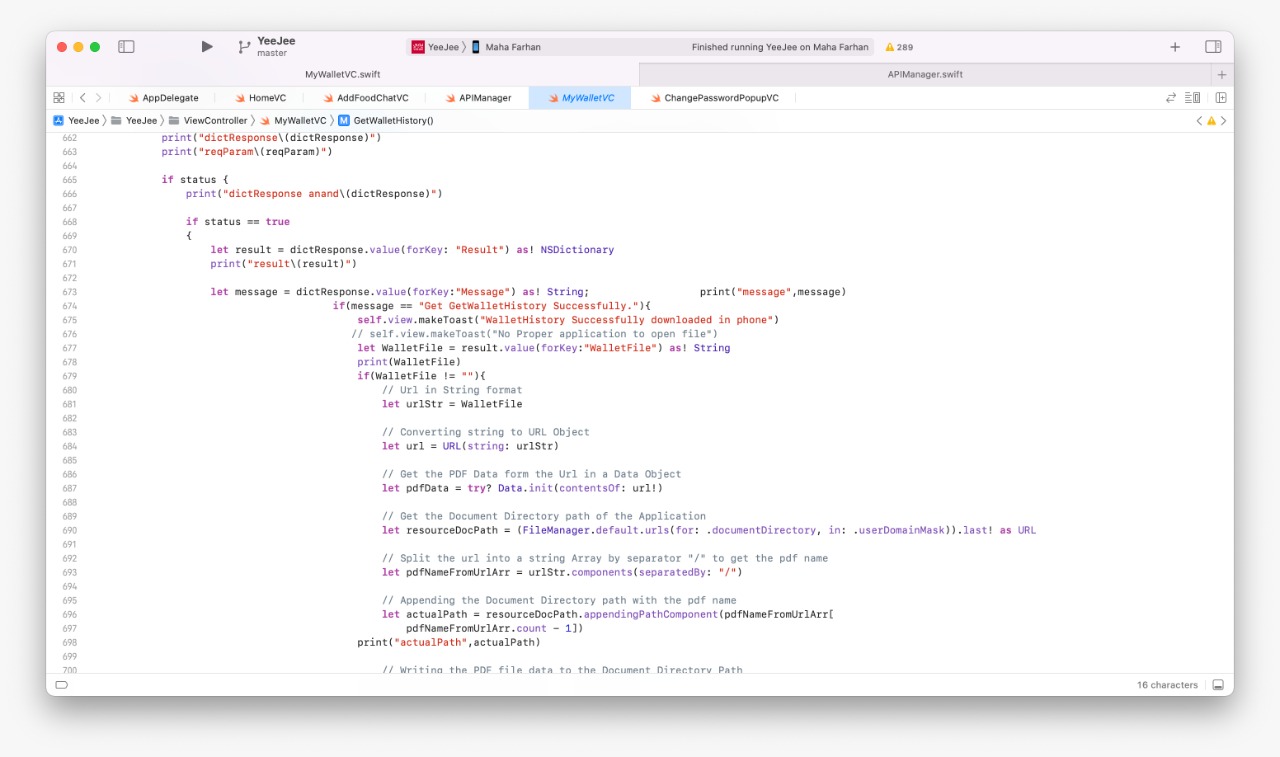 YeeJee
master
YeeJee
Maha Farhan
Finished running YeeJee on Maha Farhan
289
MyWalletVC.swift
APIManager.swift
AppDelegate
HomeVC
AddFoodChatVC
APIManager
MyWalletVC
ChangePasswordPopupVC
YeeJee
YeeJee
ViewController
MyWalletVC
M GetWalletHistory()
662 print("dictResponse\(dictResponse)")
663 print("reqParam\(reqParam)")
664
665 if status {
666 print("dictResponse anand\(dictResponse)")
667
668 if status == true
669 {
670 let result = dictResponse.value(forKey: "Result") as! NSDictionary
671 print("result\(result)")
672
673 let message = dictResponse.value(forKey:"Message") as! String; print("message",message)
674 if(message == "Get GetWalletHistory Successfully."){
675 self.view.makeToast("WalletHistory Successfully downloaded in phone")
676 // self.view.makeToast("No Proper application to open file")
677 let WalletFile = result.value(forKey:"WalletFile") as! String
678 print(WalletFile)
679 if(WalletFile != ""){
680 // Url in String format
681 let urlStr = WalletFile
682
683 // Converting string to URL Object
684 let url = URL(string: urlStr)
685
686 // Get the PDF Data form the Url in a Data Object
687 let pdfData = try? Data.init(contentsOf: url!)
688
689 // Get the Document Directory path of the Application
690 let resourceDocPath = (FileManager.default.urls(for: .documentDirectory, in: .userDomainMask)).last! as URL
691
692 // Split the url into a string Array by separator "/" to get the pdf name
693 let pdfNameFromUrlArr = urlStr.components(separatedBy: "/")
694
695 // Appending the Document Directory path with the pdf name
696 let actualPath = resourceDocPath.appendingPathComponent(pdfNameFromUrlArr[
697 pdfNameFromUrlArr.count - 1])
698 print("actualPath",actualPath)
699
700 // Writing the PDF file data to the Document Directory Path
16 characters